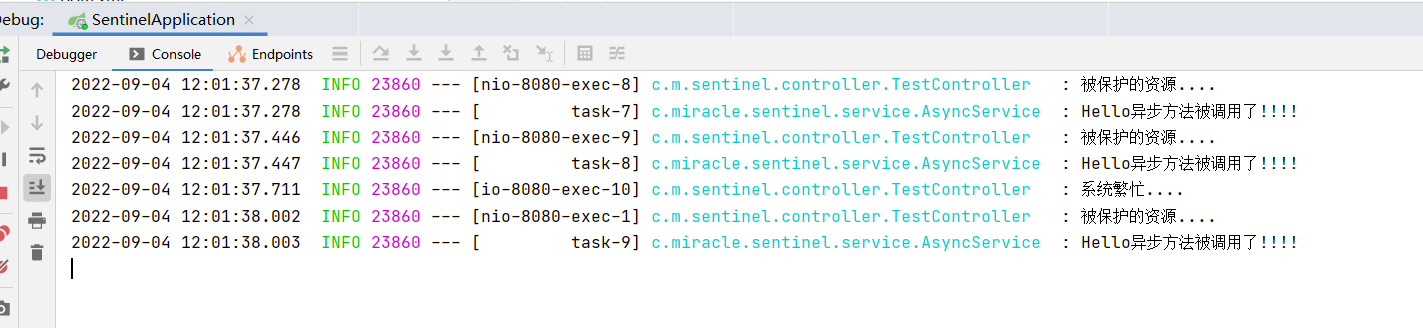 Debug: SentinelApplication
Debugger Console Endpoints
2022-09-04 12:01:37.278  INFO 23860 --- [nio-8080-exec-8] c.m.sentinel.controller.TestController   : 被保护的资源....
2022-09-04 12:01:37.278  INFO 23860 --- [         task-7] c.miracle.sentinel.service.AsyncService  : Hello异步方法被调用了!!!!
2022-09-04 12:01:37.446  INFO 23860 --- [nio-8080-exec-9] c.m.sentinel.controller.TestController   : 被保护的资源....
2022-09-04 12:01:37.447  INFO 23860 --- [         task-8] c.miracle.sentinel.service.AsyncService  : Hello异步方法被调用了!!!!
2022-09-04 12:01:37.711  INFO 23860 --- [io-8080-exec-10] c.m.sentinel.controller.TestController   : 系统繁忙....
2022-09-04 12:01:38.002  INFO 23860 --- [nio-8080-exec-1] c.m.sentinel.controller.TestController   : 被保护的资源....
2022-09-04 12:01:38.003  INFO 23860 --- [         task-9] c.miracle.sentinel.service.AsyncService  : Hello异步方法被调用了!!!!